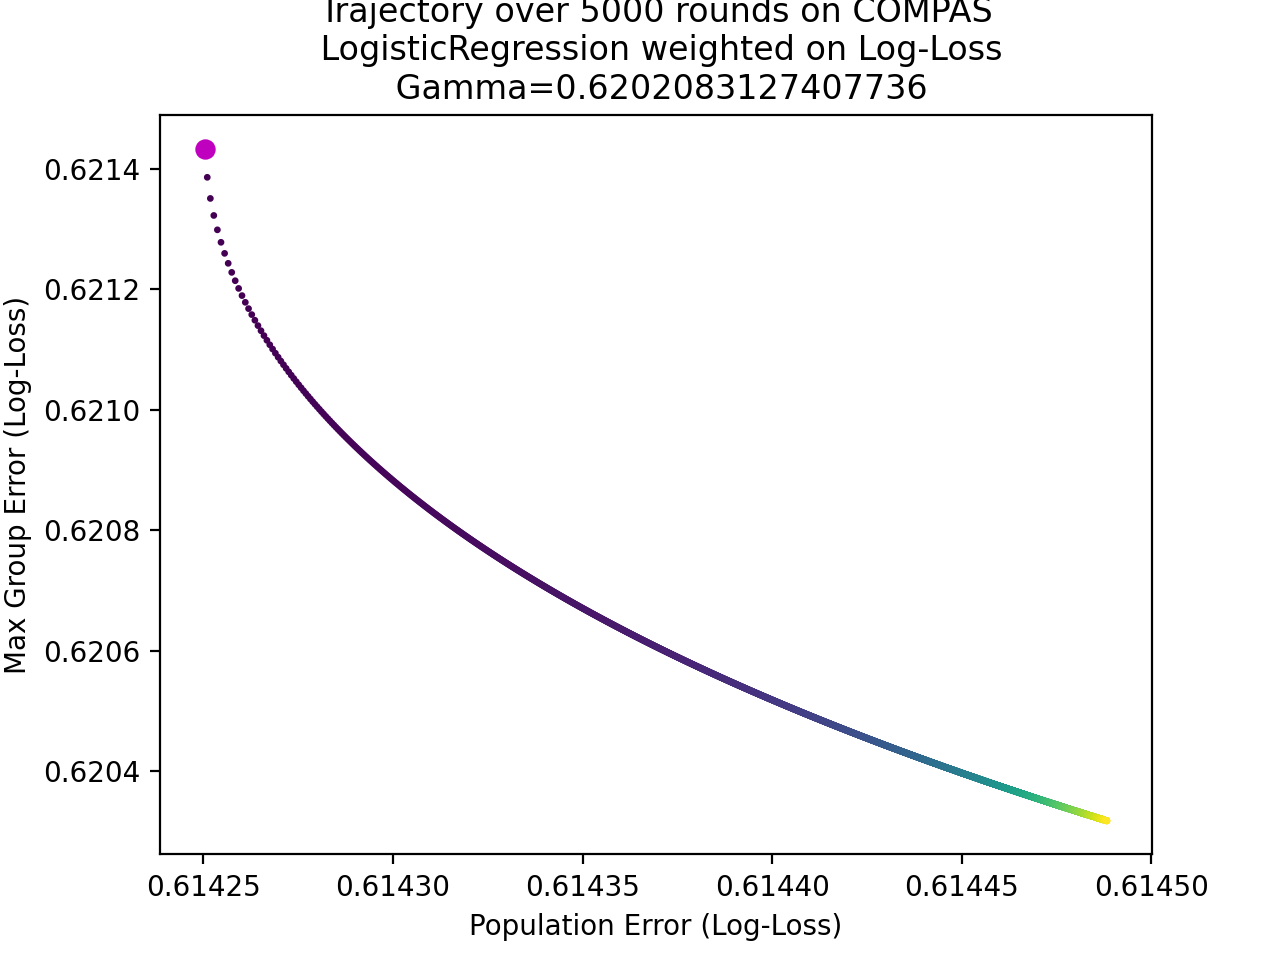 Trajectory over 5000 rounds on COMPAS
LogisticRegression weighted on Log-Loss
Gamma=0.6202083127407736
Max Group Error (Log-Loss)
0.6214
0.6212
0.6210
0.6208
0.6206
0.6204
0.61425 0.61430 0.61435 0.61440 0.61445 0.61450
Population Error (Log-Loss)